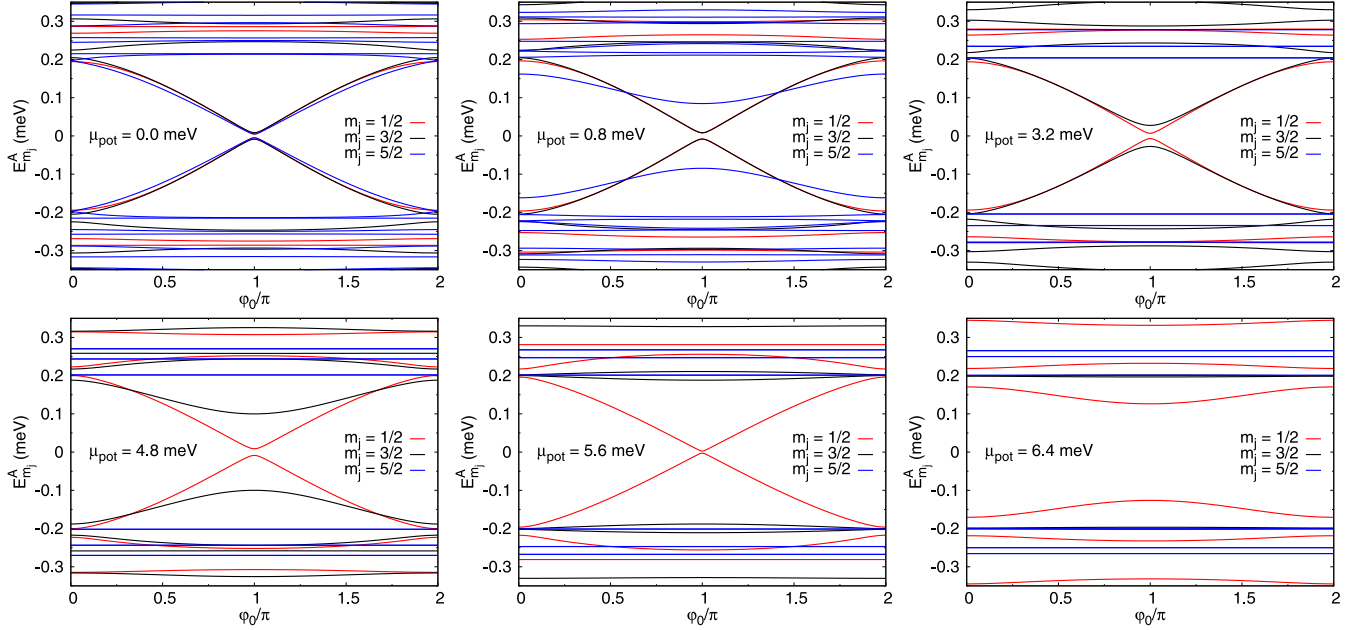 E^A_{m_j} (meV)
0.3
0.2
0.1
0
-0.1
-0.2
-0.3
μ_pot = 0.0 meV
m_j = 1/2
m_j = 3/2
m_j = 5/2
0 0.5 1 1.5 2
φ_0/π
E^A_{m_j} (meV)
0.3
0.2
0.1
0
-0.1
-0.2
-0.3
μ_pot = 0.8 meV
m_j = 1/2
m_j = 3/2
m_j = 5/2
0 0.5 1 1.5 2
φ_0/π
E^A_{m_j} (meV)
0.3
0.2
0.1
0
-0.1
-0.2
-0.3
μ_pot = 3.2 meV
m_j = 1/2
m_j = 3/2
m_j = 5/2
0 0.5 1 1.5 2
φ_0/π
E^A_{m_j} (meV)
0.3
0.2
0.1
0
-0.1
-0.2
-0.3
μ_pot = 4.8 meV
m_j = 1/2
m_j = 3/2
m_j = 5/2
0 0.5 1 1.5 2
φ_0/π
E^A_{m_j} (meV)
0.3
0.2
0.1
0
-0.1
-0.2
-0.3
μ_pot = 5.6 meV
m_j = 1/2
m_j = 3/2
m_j = 5/2
0 0.5 1 1.5 2
φ_0/π
E^A_{m_j} (meV)
0.3
0.2
0.1
0
-0.1
-0.2
-0.3
μ_pot = 6.4 meV
m_j = 1/2
m_j = 3/2
m_j = 5/2
0 0.5 1 1.5 2
φ_0/π